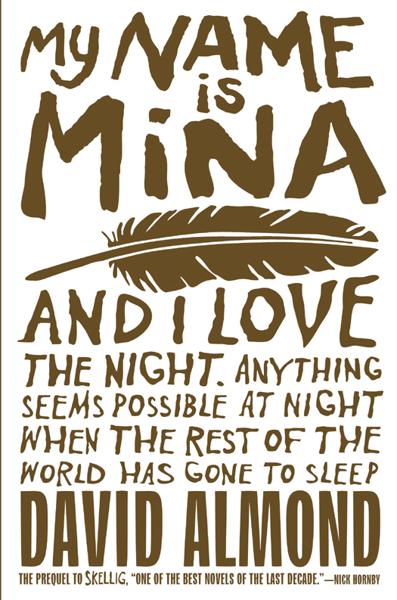 My NAME
is
MiNA
AND I LOVE
THE NIGHT. ANYTHING
SEEMS POSSIBLE AT NIGHT
WHEN THE REST OF THE
WORLD HAS GONE TO SLEEP
DAVID ALMOND
THE PREQUEL TO SKELLIG, “ONE OF THE BEST NOVELS OF THE LAST DECADE.”—NICK HORNBY